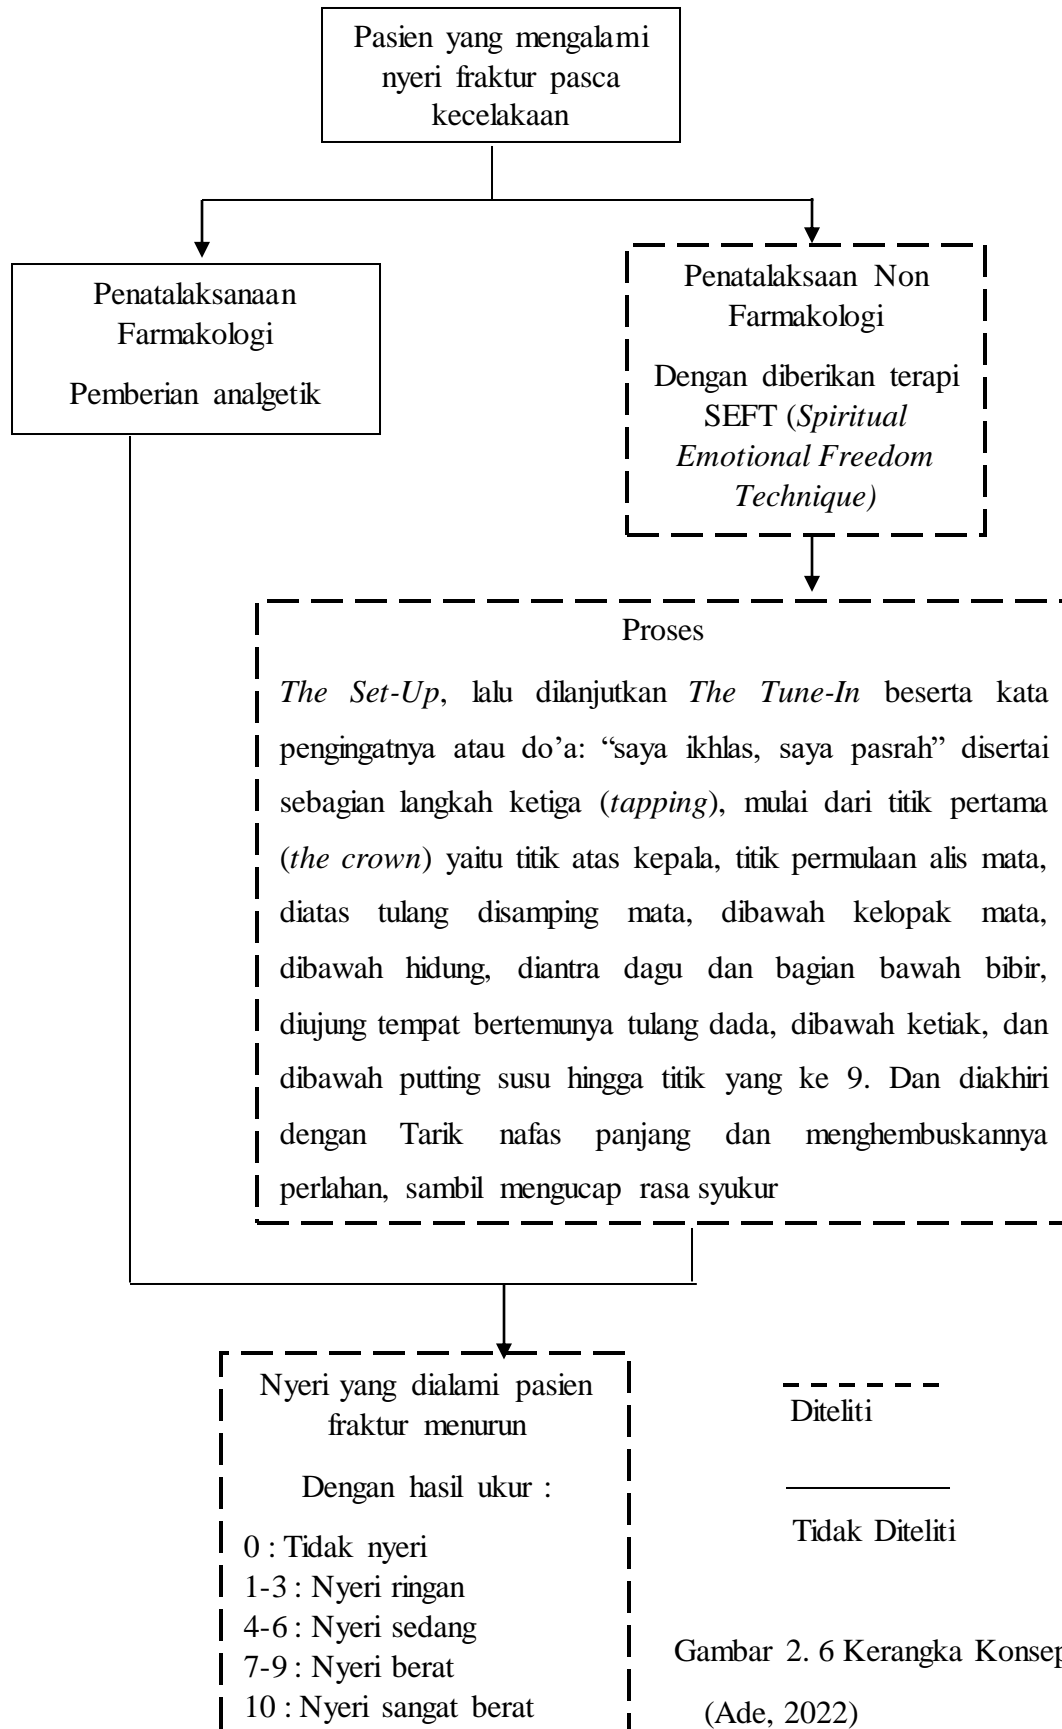 Pasien yang mengalami
nyeri fraktur pasca
kecelakaan
Penatalaksanaan
Farmakologi
Pemberian analgetik
Penatalaksaan Non
Farmakologi
Dengan diberikan terapi
SEFT (Spiritual
Emotional Freedom
Technique)
Proses
The Set-Up, lalu dilanjutkan The Tune-In beserta kata
pengingatnya atau do’a: “saya ikhlas, saya pasrah” disertai
sebagian langkah ketiga (tapping), mulai dari titik pertama
(the crown) yaitu titik atas kepala, titik permulaan alis mata,
diatas tulang disamping mata, dibawah kelopak mata,
dibawah hidung, diantra dagu dan bagian bawah bibir,
diujung tempat bertemunya tulang dada, dibawah ketiak, dan
dibawah putting susu hingga titik yang ke 9. Dan diakhiri
dengan Tarik nafas panjang dan menghembuskannya
perlahan, sambil mengucap rasa syukur
Nyeri yang dialami pasien
fraktur menurun
Dengan hasil ukur :
0 : Tidak nyeri
1-3 : Nyeri ringan
4-6 : Nyeri sedang
7-9 : Nyeri berat
10 : Nyeri sangat berat
Diteliti
Tidak Diteliti
Gambar 2. 6 Kerangka Konsep
(Ade, 2022)